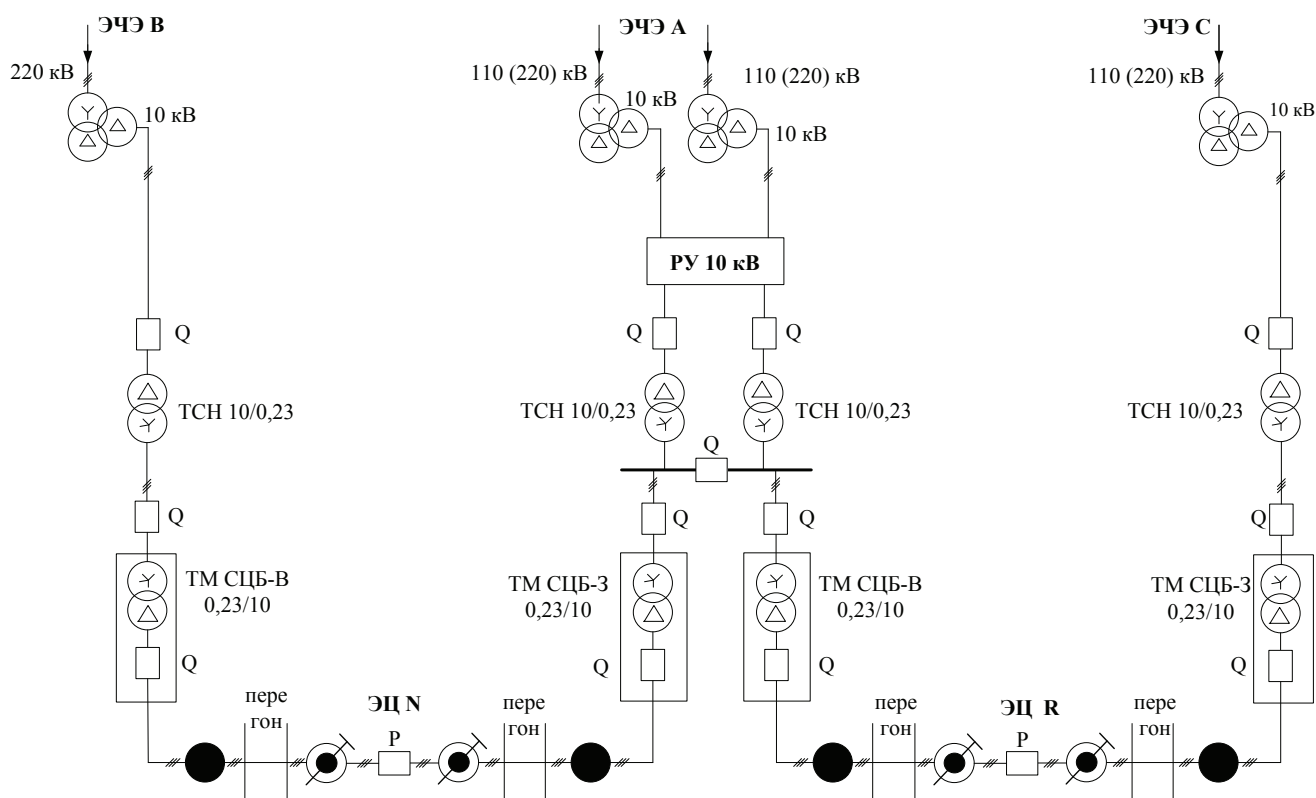 ЭЧЭ В
ЭЧЭ А
ЭЧЭ С
220 кВ
10 кВ
110 (220) кВ
10 кВ
110 (220) кВ
10 кВ
110 (220) кВ
10 кВ
РУ 10 кВ
Q
Q
Q
Q
ТСН 10/0,23
ТСН 10/0,23
ТСН 10/0,23
ТСН 10/0,23
Q
Q
Q
Q
Q
ТМ СЦБ-В
0,23/10
ТМ СЦБ-З
0,23/10
ТМ СЦБ-В
0,23/10
ТМ СЦБ-З
0,23/10
Q
Q
Q
Q
пере
гон
ЭЦ N
Р
пере
гон
пере
гон
ЭЦ R
Р
пере
гон